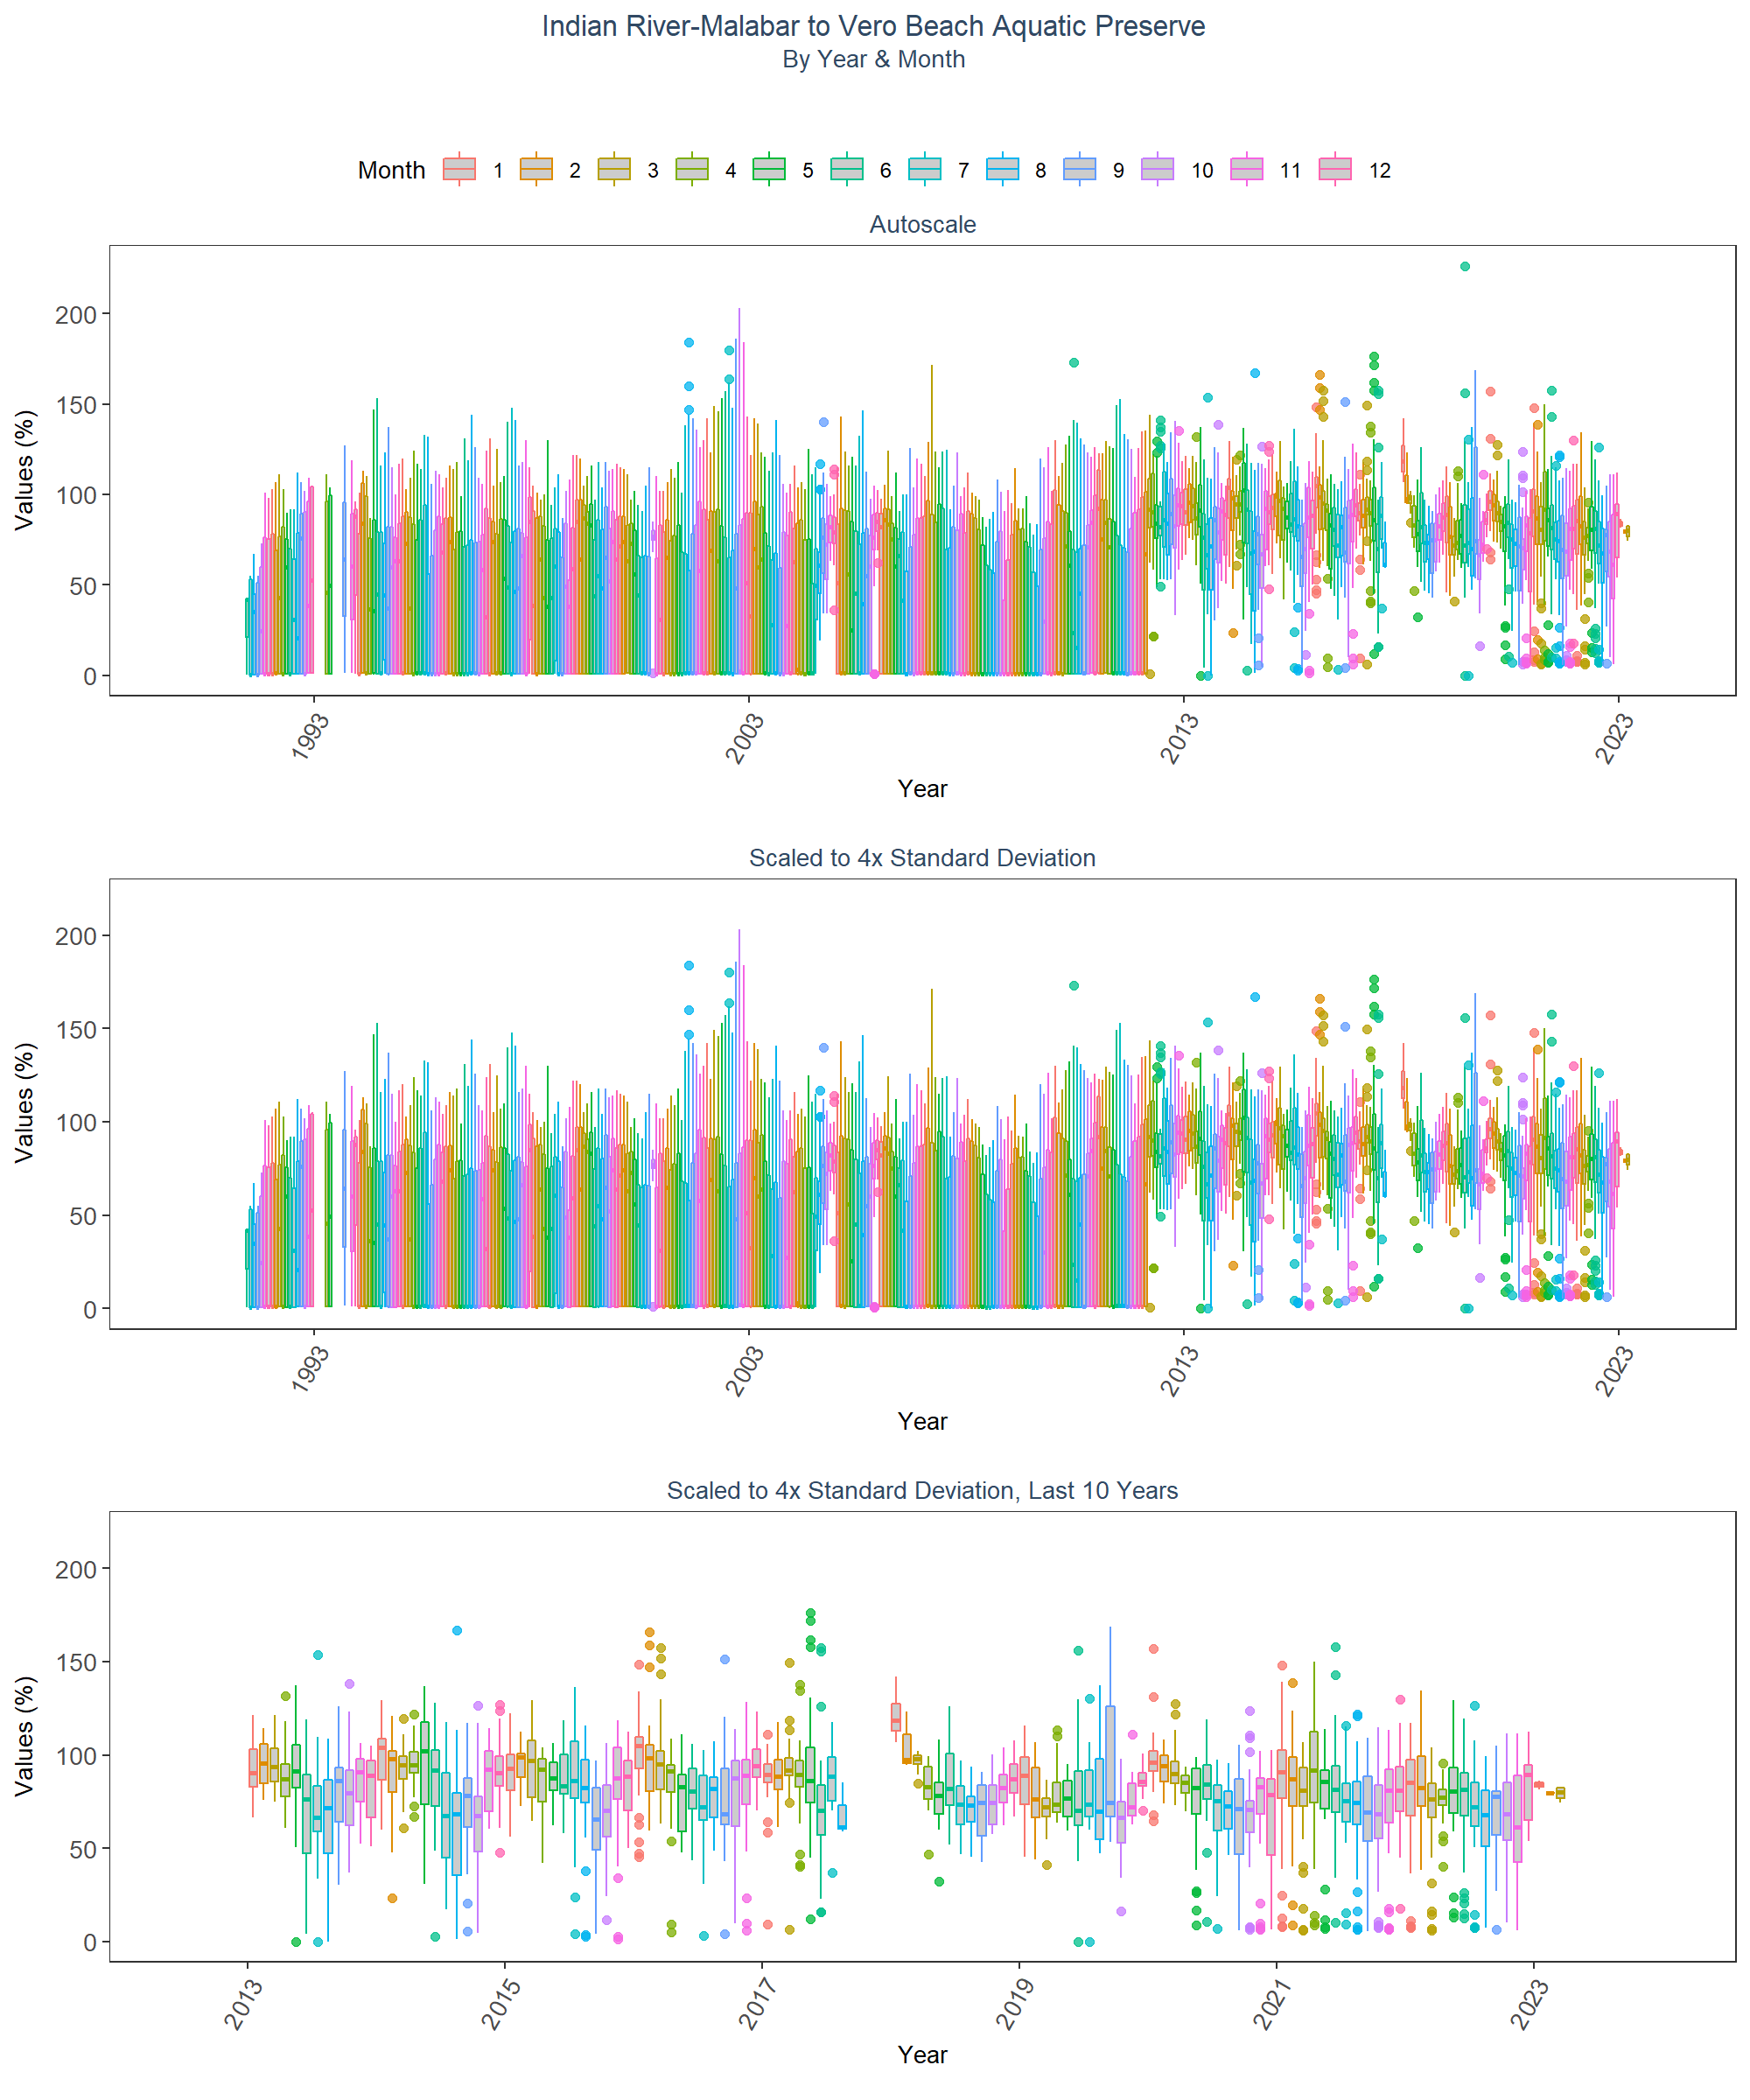 Indian River-Malabar to Vero Beach Aquatic Preserve
By Year & Month
Month 1 2 3 4 5 6 7 8 9 10 11 12
Autoscale
Values (%)
200
150
100
50
0
1993 2003 2013 2023
Year
Scaled to 4x Standard Deviation
Values (%)
200
150
100
50
0
1993 2003 2013 2023
Year
Scaled to 4x Standard Deviation, Last 10 Years
Values (%)
200
150
100
50
0
2013 2015 2017 2019 2021 2023
Year